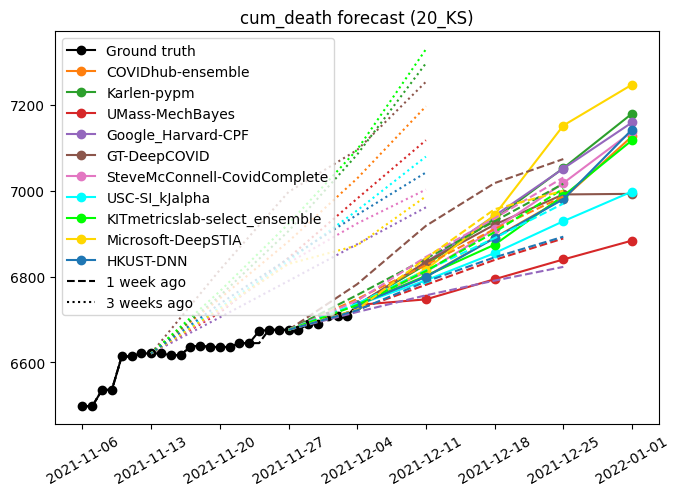 cum_death forecast (20_KS)
Ground truth
COVIDhub-ensemble
Karlen-pypm
UMass-MechBayes
Google_Harvard-CPF
GT-DeepCOVID
SteveMcConnell-CovidComplete
USC-SI_kJalpha
KITmetricslab-select_ensemble
Microsoft-DeepSTIA
HKUST-DNN
1 week ago
3 weeks ago
7200
7000
6800
6600
2021-11-06
2021-11-13
2021-11-20
2021-11-27
2021-12-04
2021-12-11
2021-12-18
2021-12-25
2022-01-01